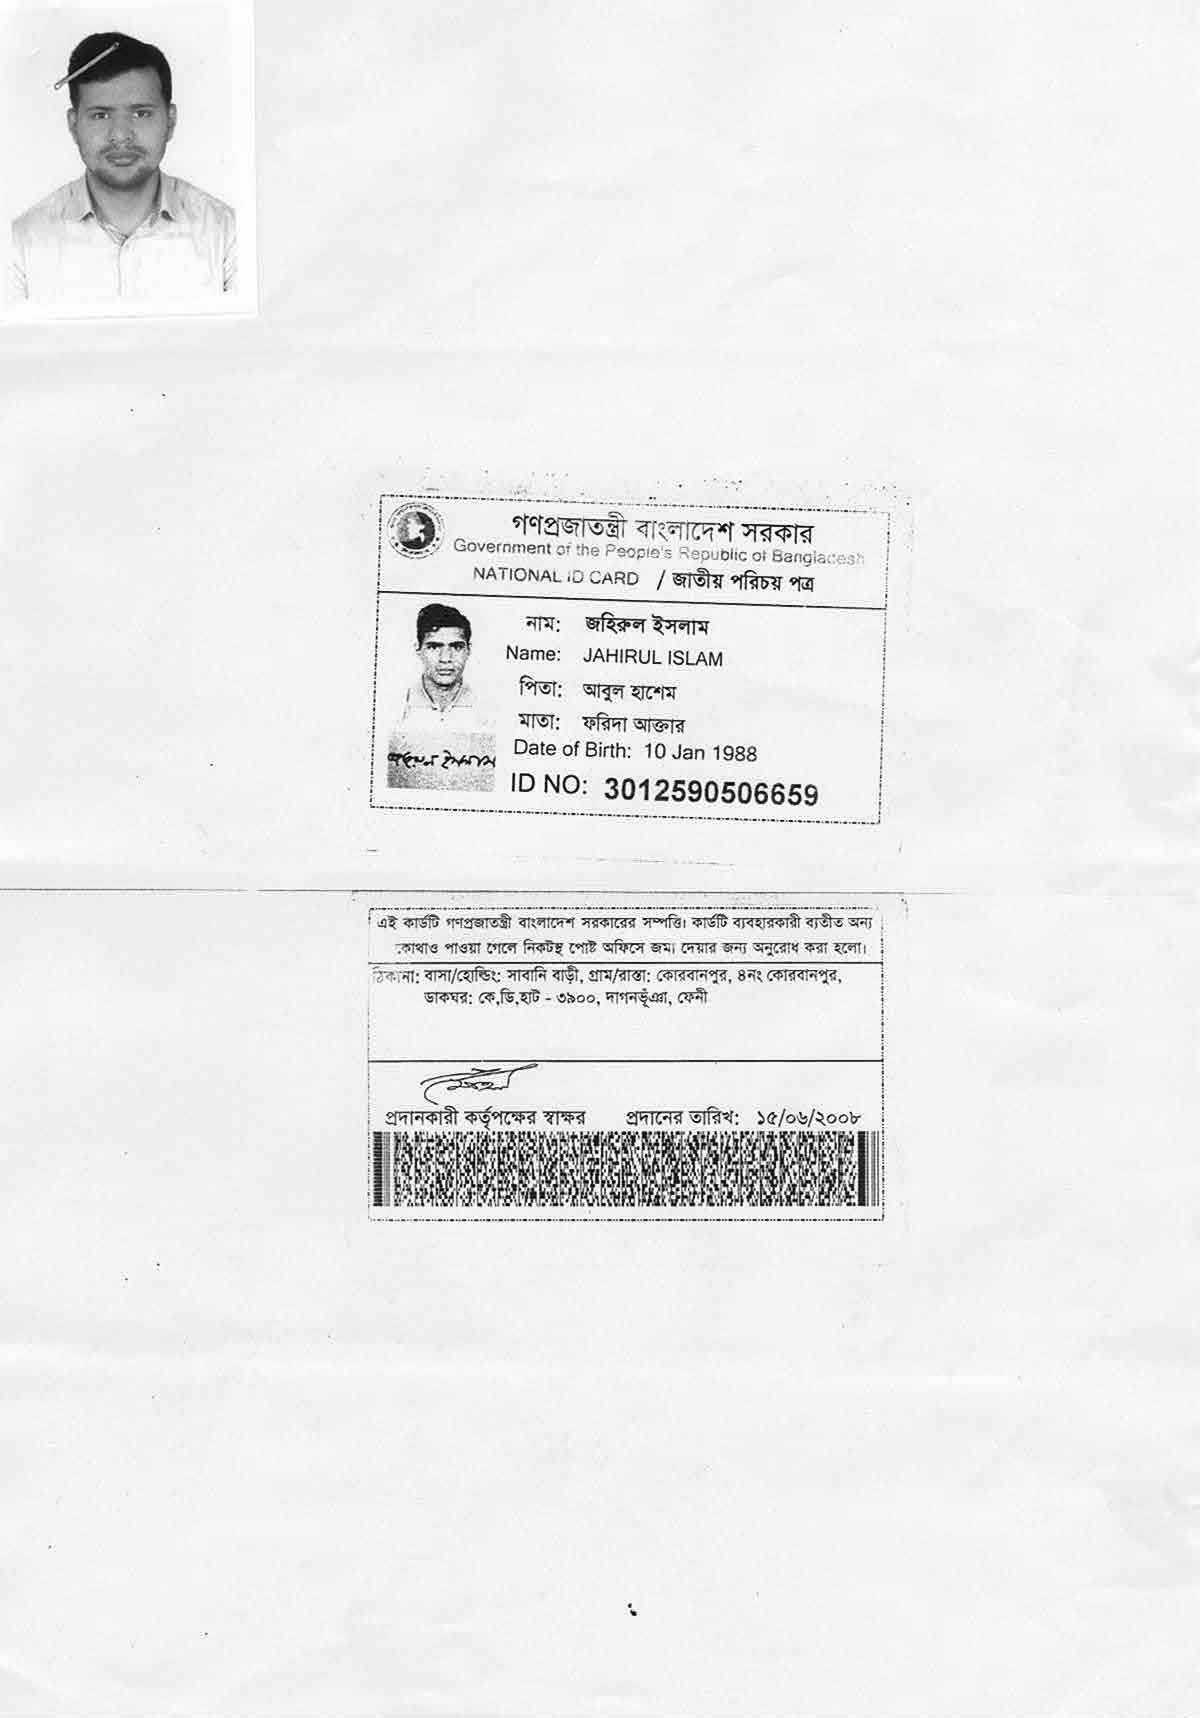 গণপ্রজাতন্ত্রী বাংলাদেশ সরকার
Government of the People's Republic of Bangladesh
NATIONAL ID CARD / জাতীয় পরিচয় পত্র
নাম: জহিরুল ইসলাম
Name: JAHIRUL ISLAM
পিতা: আবুল হাশেম
মাতা: ফরিদা আক্তার
Date of Birth: 10 Jan 1988
জহিরুল ইসলাম
ID NO: 3012590506659
এই কার্ডটি গণপ্রজাতন্ত্রী বাংলাদেশ সরকারের সম্পত্তি। কার্ডটি ব্যবহারকারী ব্যতীত অন্য
কোথাও পাওয়া গেলে নিকটস্থ পোষ্ট অফিসে জমা দেয়ার জন্য অনুরোধ করা হলো।
ঠিকানা: বাসা/হোল্ডিং: সাবানি বাড়ী, গ্রাম/রাস্তা: কোরবানপুর, ৪নং কোরবানপুর,
ডাকঘর: কে,ডি,হাট - ৩৯০০, দাগনভূঁঞা, ফেনী
প্রদানকারী কর্তৃপক্ষের স্বাক্ষর প্রদানের তারিখ: ১৫/০৬/২০০৮